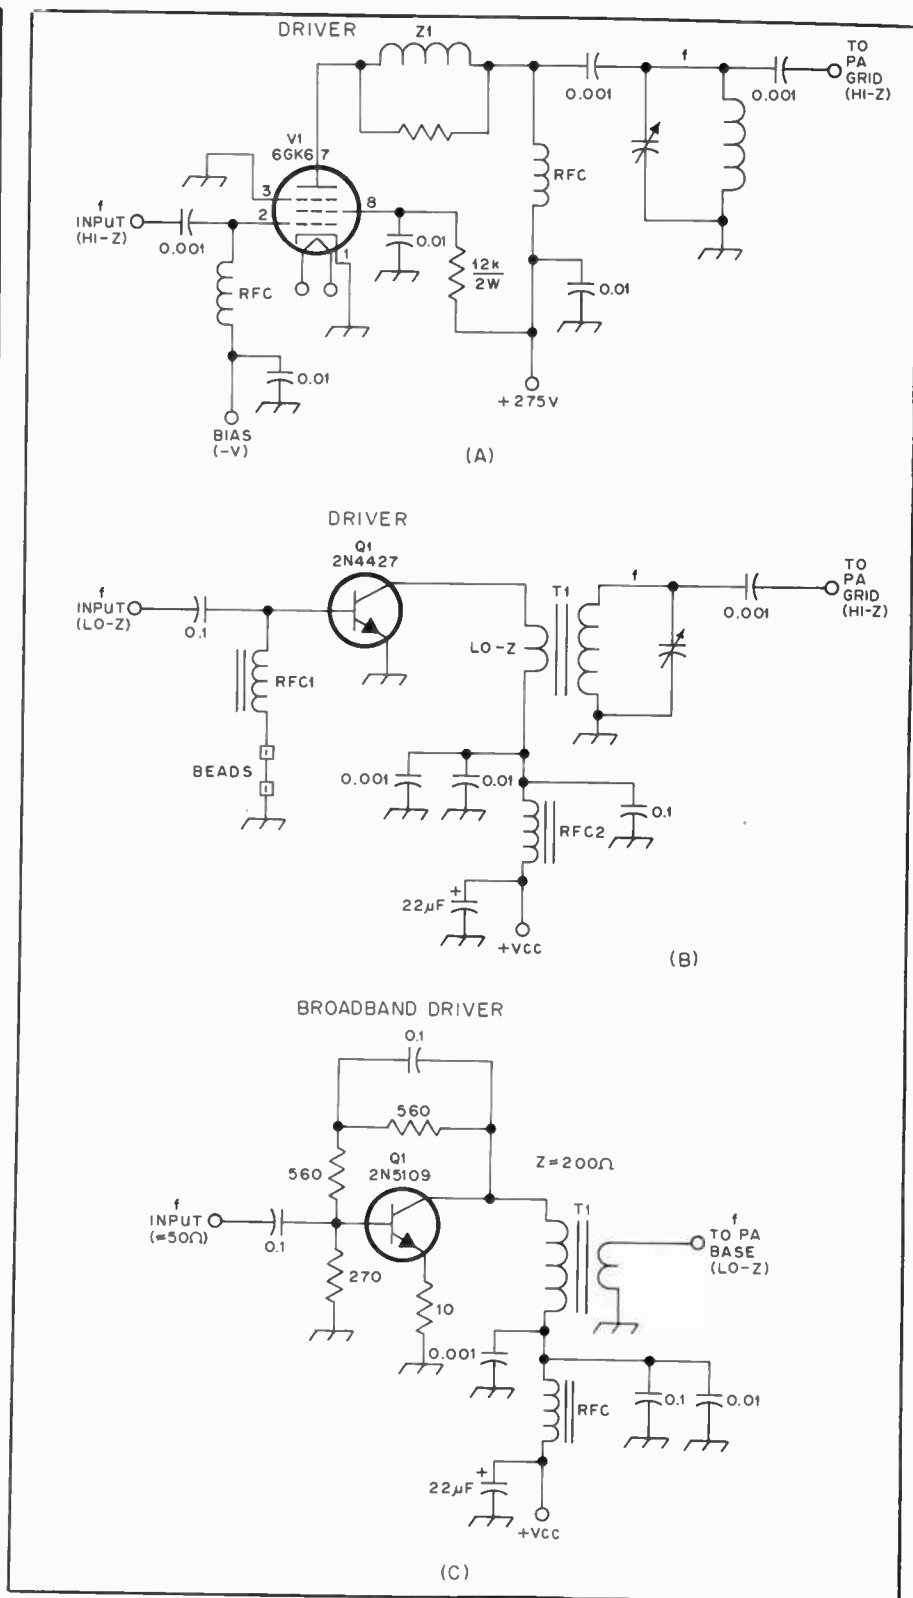 DRIVER
Z1
TO
PA
GRID
(HI-Z)
f
0.001
0.001
V1
6GK6
7
RFC
3
8
f
INPUT
(HI-Z)
2
0.001
1
0.01
12k
2W
RFC
0.01
0.01
+275V
BIAS
(-V)
(A)
DRIVER
Q1
2N4427
f
INPUT
(LO-Z)
0.1
T1
f
TO
PA
GRID
(HI-Z)
0.001
LO-Z
RFC1
BEADS
0.001
0.01
0.1
RFC2
+
22µF
+VCC
(B)
BROADBAND DRIVER
0.1
560
560
Q1
2N5109
Z≈200Ω
f
INPUT
(≈50Ω)
0.1
T1
f
TO PA
BASE
(LO-Z)
270
10
0.001
RFC
0.1
0.01
+
22µF
+VCC
(C)